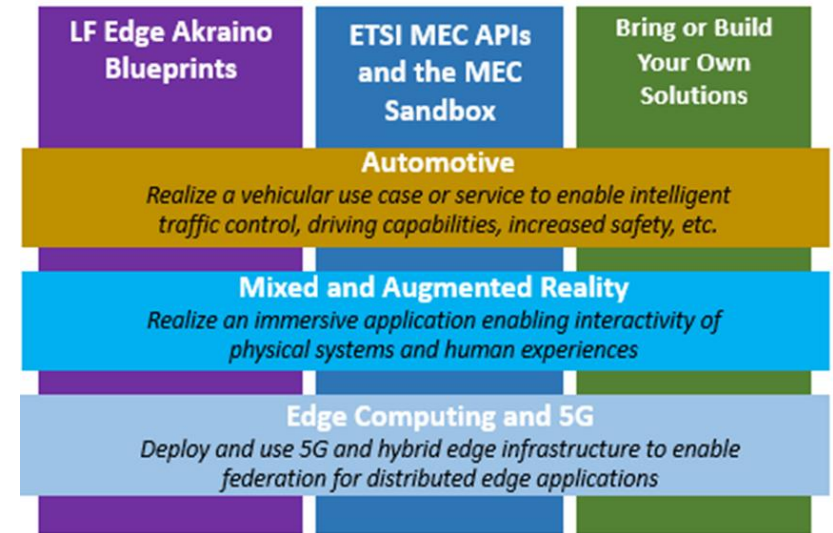 LF Edge Akraino
Blueprints
ETSI MEC APIs
and the MEC
Sandbox
Bring or Build
Your Own
Solutions
Automotive
Realize a vehicular use case or service to enable intelligent
traffic control, driving capabilities, increased safety, etc.
Mixed and Augmented Reality
Realize an immersive application enabling interactivity of
physical systems and human experiences
Edge Computing and 5G
Deploy and use 5G and hybrid edge infrastructure to enable
federation for distributed edge applications